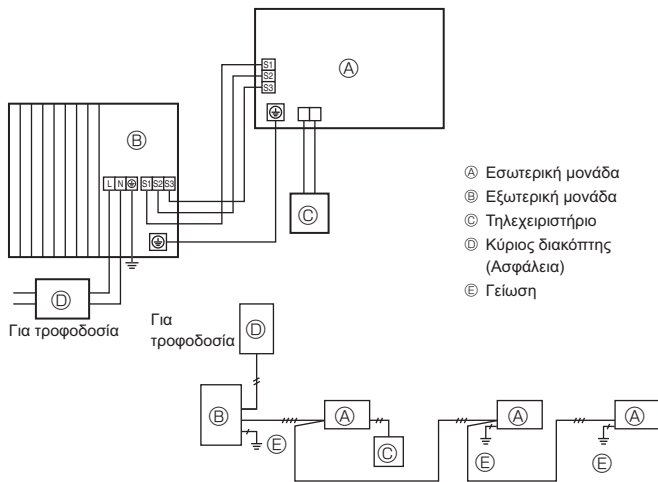 Ⓐ
S1
S2
S3
Ⓑ
L N S1 S2 S3
Ⓒ
Ⓓ
Για τροφοδοσία
Ⓐ Εσωτερική μονάδα
Ⓑ Εξωτερική μονάδα
Ⓒ Τηλεχειριστήριο
Ⓓ Κύριος διακόπτης
(Ασφάλεια)
Ⓔ Γείωση
Για
τροφοδοσία
Ⓓ
Ⓑ Ⓐ Ⓐ Ⓐ
Ⓔ Ⓒ Ⓔ Ⓔ